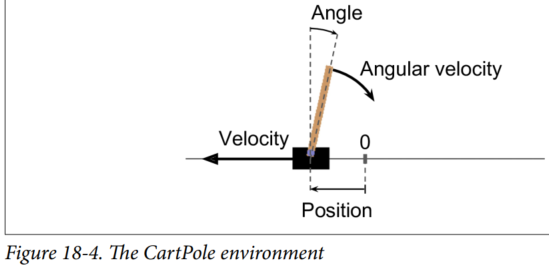 Angle
Angular velocity
Velocity
0
Position
Figure 18-4. The CartPole environment